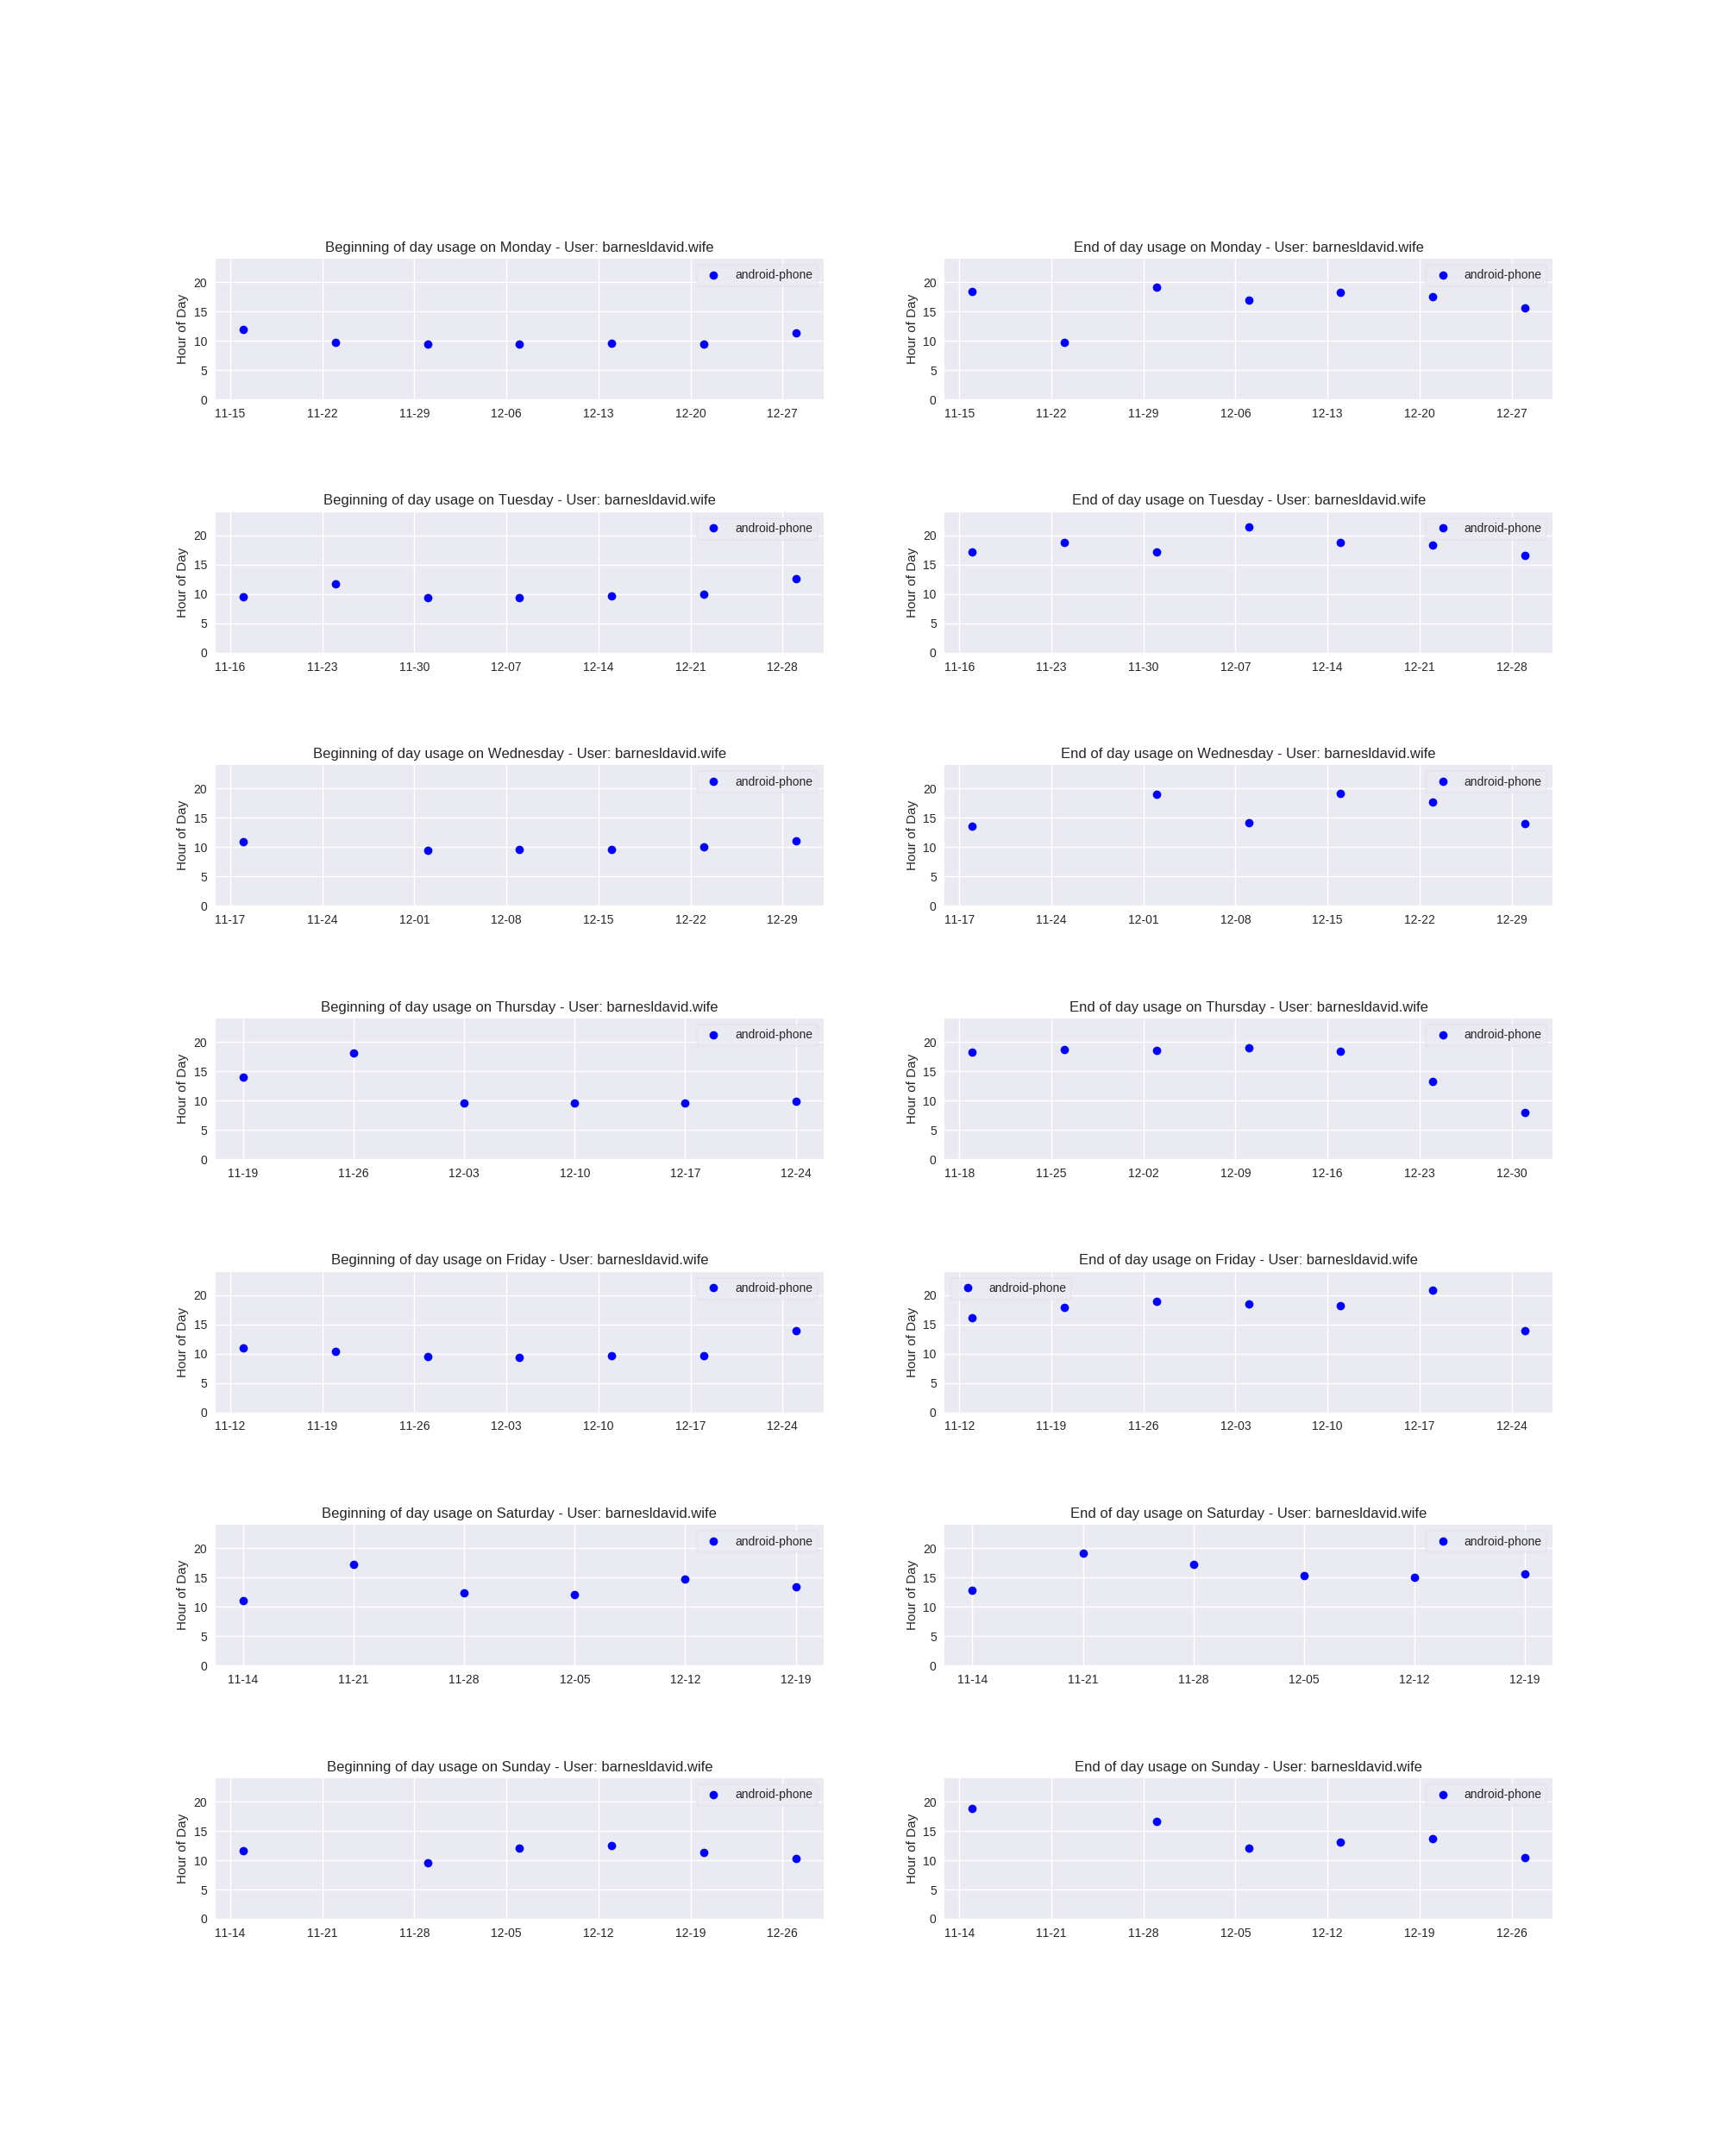 Beginning of day usage on Monday - User: barnesldavid.wife
android-phone
Hour of Day
20
15
10
5
0
11-15 11-22 11-29 12-06 12-13 12-20 12-27
End of day usage on Monday - User: barnesldavid.wife
android-phone
Hour of Day
20
15
10
5
0
11-15 11-22 11-29 12-06 12-13 12-20 12-27
Beginning of day usage on Tuesday - User: barnesldavid.wife
android-phone
Hour of Day
20
15
10
5
0
11-16 11-23 11-30 12-07 12-14 12-21 12-28
End of day usage on Tuesday - User: barnesldavid.wife
android-phone
Hour of Day
20
15
10
5
0
11-16 11-23 11-30 12-07 12-14 12-21 12-28
Beginning of day usage on Wednesday - User: barnesldavid.wife
android-phone
Hour of Day
20
15
10
5
0
11-17 11-24 12-01 12-08 12-15 12-22 12-29
End of day usage on Wednesday - User: barnesldavid.wife
android-phone
Hour of Day
20
15
10
5
0
11-17 11-24 12-01 12-08 12-15 12-22 12-29
Beginning of day usage on Thursday - User: barnesldavid.wife
android-phone
Hour of Day
20
15
10
5
0
11-19 11-26 12-03 12-10 12-17 12-24
End of day usage on Thursday - User: barnesldavid.wife
android-phone
Hour of Day
20
15
10
5
0
11-18 11-25 12-02 12-09 12-16 12-23 12-30
Beginning of day usage on Friday - User: barnesldavid.wife
android-phone
Hour of Day
20
15
10
5
0
11-12 11-19 11-26 12-03 12-10 12-17 12-24
End of day usage on Friday - User: barnesldavid.wife
android-phone
Hour of Day
20
15
10
5
0
11-12 11-19 11-26 12-03 12-10 12-17 12-24
Beginning of day usage on Saturday - User: barnesldavid.wife
android-phone
Hour of Day
20
15
10
5
0
11-14 11-21 11-28 12-05 12-12 12-19
End of day usage on Saturday - User: barnesldavid.wife
android-phone
Hour of Day
20
15
10
5
0
11-14 11-21 11-28 12-05 12-12 12-19
Beginning of day usage on Sunday - User: barnesldavid.wife
android-phone
Hour of Day
20
15
10
5
0
11-14 11-21 11-28 12-05 12-12 12-19 12-26
End of day usage on Sunday - User: barnesldavid.wife
android-phone
Hour of Day
20
15
10
5
0
11-14 11-21 11-28 12-05 12-12 12-19 12-26